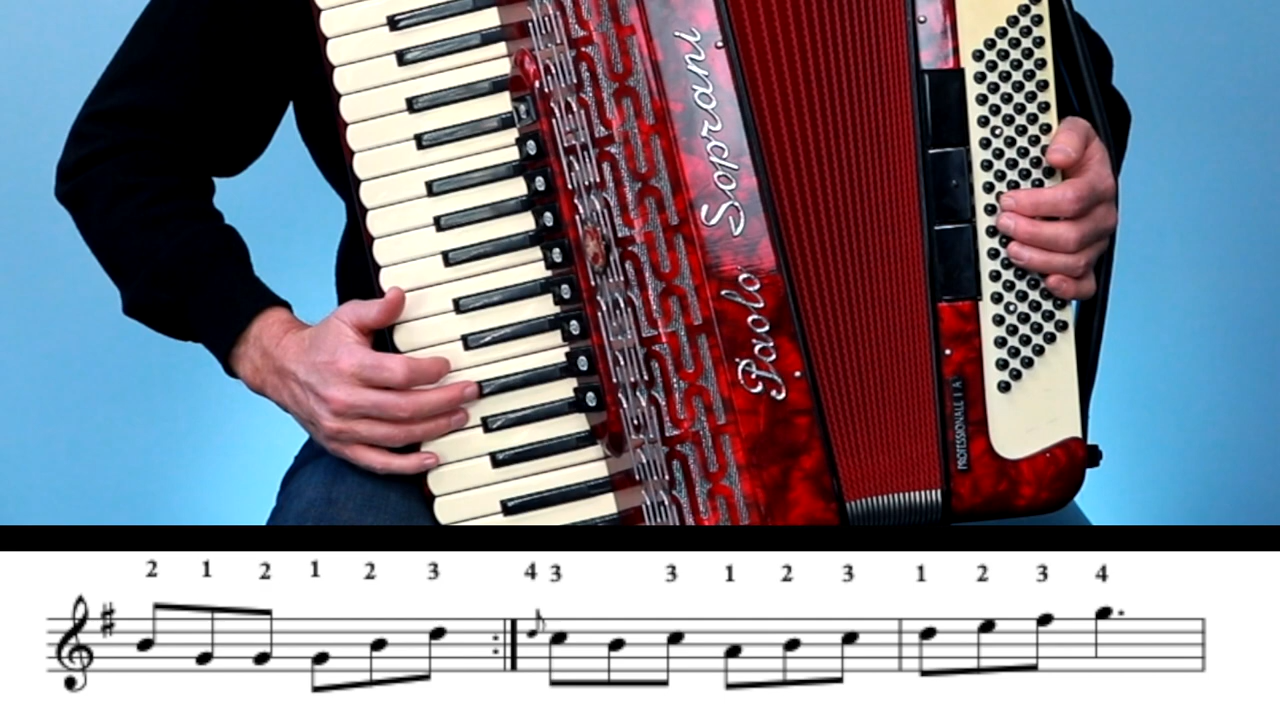 Paolo Soprani
PROFESSIONALE I A
2 1 2 1 2 3 4 3 3 1 2 3 1 2 3 4